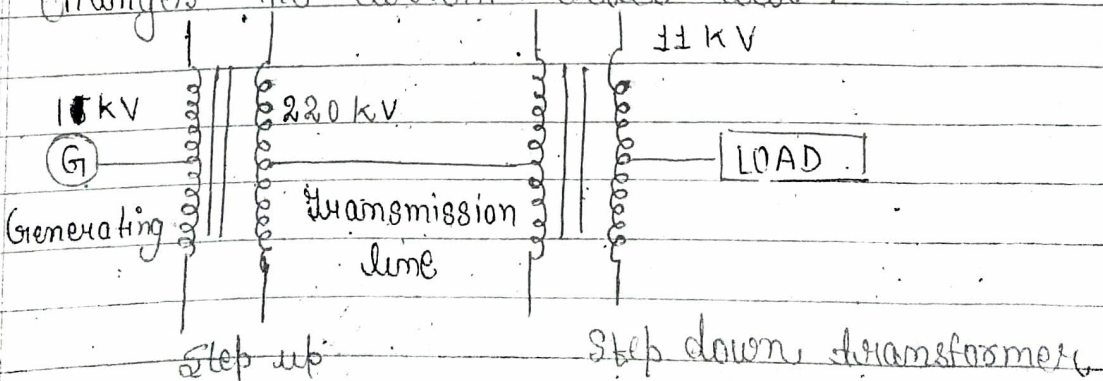 11 KV
KV
220 KV
G
LOAD
Generating
Transmission
line
Step up
Step down transformer